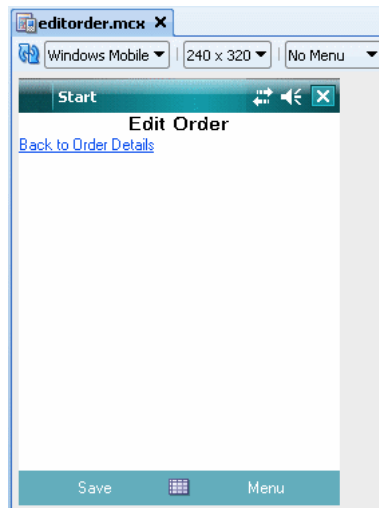 editorder.mcx
Windows Mobile 240 x 320 No Menu
Start
Edit Order
Back to Order Details
Save Menu